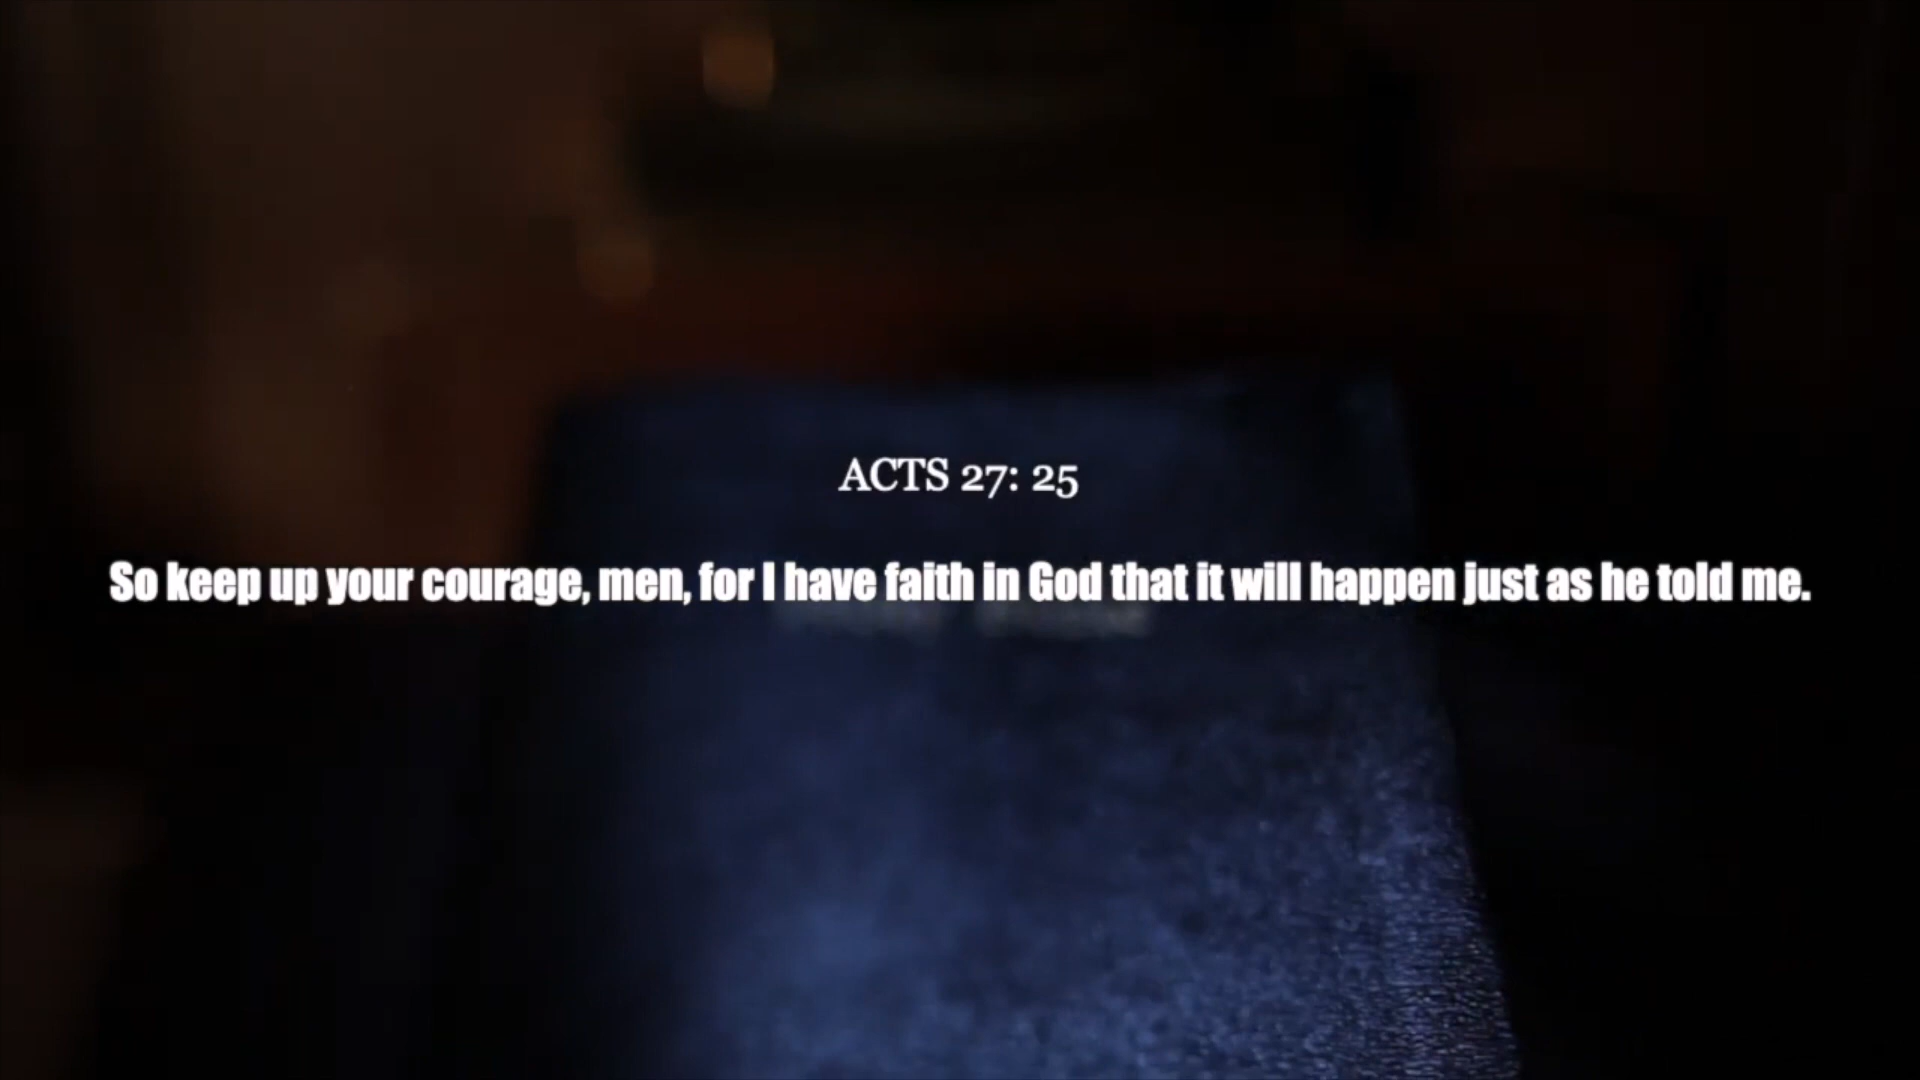 ACTS 27: 25
So keep up your courage, men, for I have faith in God that it will happen just as he told me.